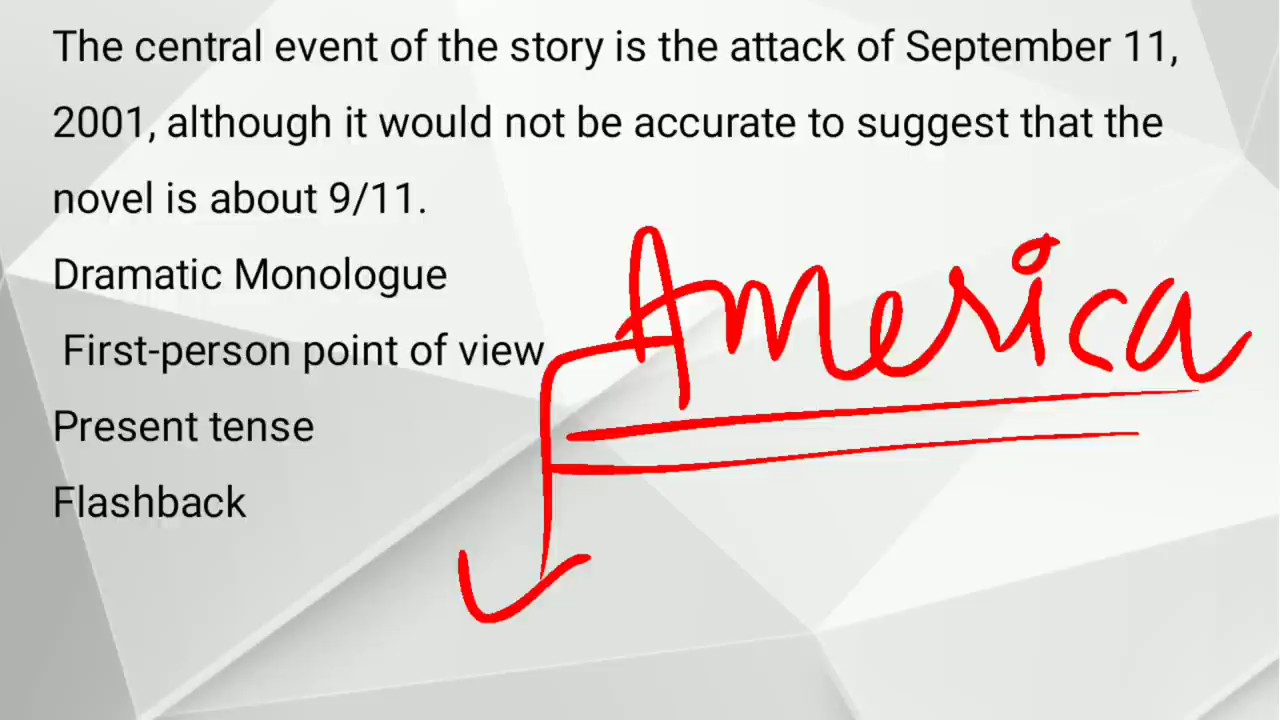 The central event of the story is the attack of September 11,
2001, although it would not be accurate to suggest that the
novel is about 9/11.
Dramatic Monologue
First-person point of view
America
Present tense
Flashback